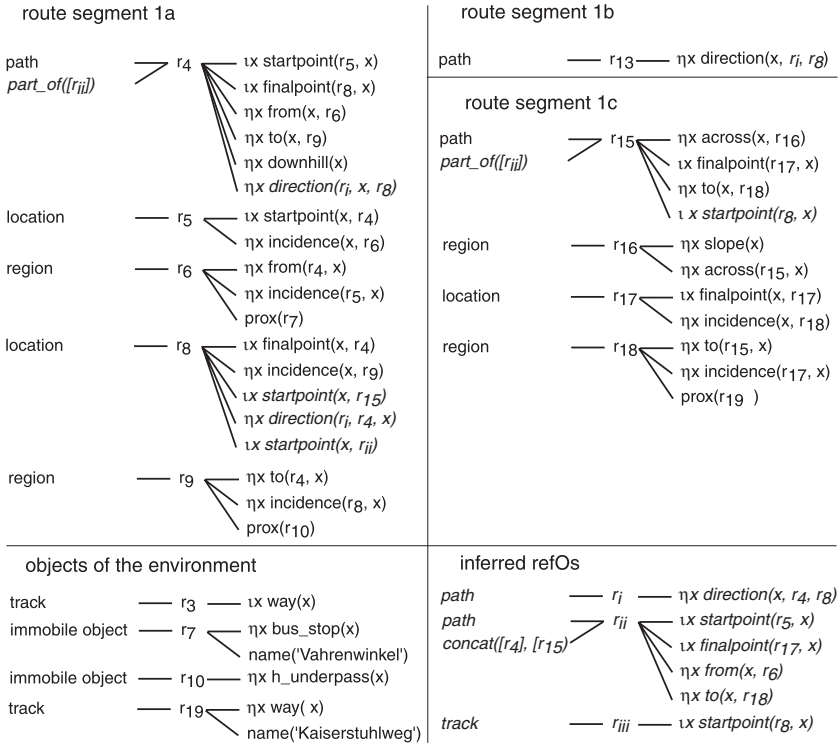 route segment 1a
path r4 ιx startpoint(r5, x)
part_of([rii]) ιx finalpoint(r8, x)
ηx from(x, r6)
ηx to(x, r9)
ηx downhill(x)
ηx direction(ri, x, r8)
location r5 ιx startpoint(x, r4)
ηx incidence(x, r6)
region r6 ηx from(r4, x)
ηx incidence(r5, x)
prox(r7)
location r8 ιx finalpoint(x, r4)
ηx incidence(x, r9)
ιx startpoint(x, r15)
ηx direction(ri, r4, x)
ιx startpoint(x, rii)
region r9 ηx to(r4, x)
ηx incidence(r8, x)
prox(r10)
route segment 1b
path r13 ηx direction(x, ri, r8)
route segment 1c
path r15 ηx across(x, r16)
part_of([rii]) ιx finalpoint(r17, x)
ηx to(x, r18)
ι x startpoint(r8, x)
region r16 ηx slope(x)
ηx across(r15, x)
location r17 ιx finalpoint(x, r17)
ηx incidence(x, r18)
region r18 ηx to(r15, x)
ηx incidence(r17, x)
prox(r19 )
objects of the environment
track r3 ιx way(x)
immobile object r7 ηx bus_stop(x)
name('Vahrenwinkel')
immobile object r10 ηx h_underpass(x)
track r19 ηx way( x)
name('Kaiserstuhlweg')
inferred refOs
path ri ηx direction(x, r4, r8)
path rii ιx startpoint(r5, x)
concat([r4], [r15) ιx finalpoint(r17, x)
ηx from(x, r6)
ηx to(x, r18)
track riii ιx startpoint(r8, x)